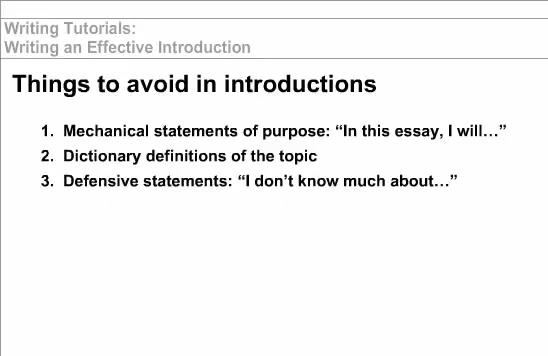 Writing Tutorials:
Writing an Effective Introduction
Things to avoid in introductions
1. Mechanical statements of purpose: “In this essay, I will…”
2. Dictionary definitions of the topic
3. Defensive statements: “I don’t know much about…”